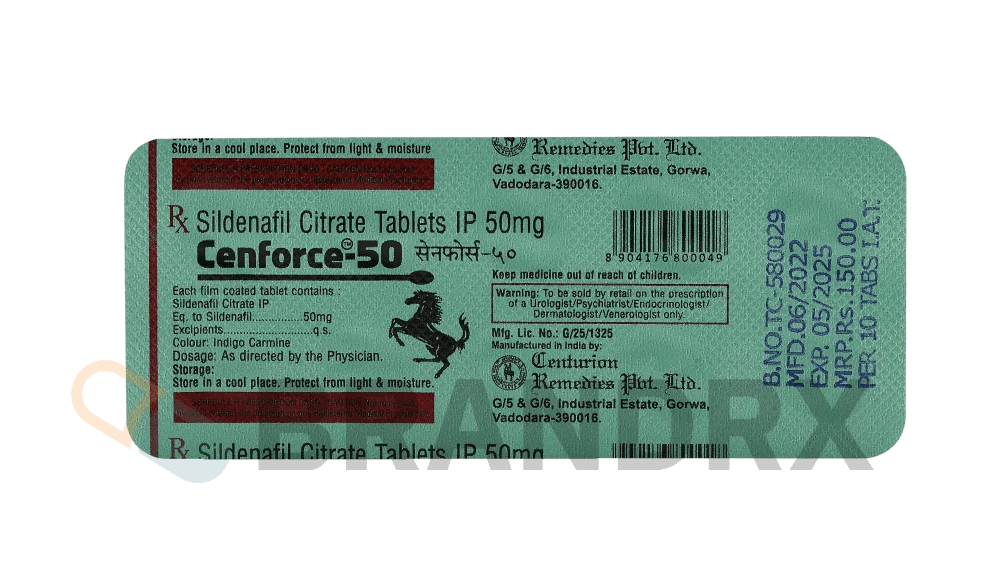 Store in a cool place. Protect from light & moisture
Remedies Pvt. Ltd.
G/5 & G/6, Industrial Estate, Gorwa,
Vadodara-390016.
Rx Sildenafil Citrate Tablets IP 50mg
Cenforce™-50 सेनफोर्स-५०
Each film coated tablet contains :
Sildenafil Citrate IP
Eq. to Sildenafil...............50mg
Excipients...........................q.s.
Colour: Indigo Carmine
Dosage: As directed by the Physician.
Storage:
Store in a cool place. Protect from light & moisture.
8 904176 800049
Keep medicine out of reach of children.
Warning: To be sold by retail on the prescription
of a Urologist/Psychiatrist/Endocrinologist/
Dermatologist/Venerologist only.
Mfg. Lic. No.: G/25/1325
Manufactured in India by:
Centurion
Remedies Pvt. Ltd.
G/5 & G/6, Industrial Estate, Gorwa,
Vadodara-390016.
Rx Sildenafil Citrate Tablets IP 50mg
B.NO.TC-580029
MFD.06/2022
EXP. 05/2025
MRP.Rs.150.00
PER 10 TABS I.A.T.
BRANDRX